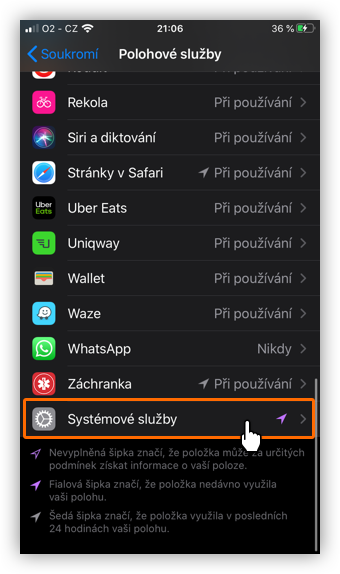 O2 - CZ 21:06 36 %
Soukromí Polohové služby
Při používání
Rekola Při používání
Siri a diktování Při používání
Stránky v Safari Při používání
Uber Eats Uber Eats Při používání
Uniqway Při používání
Wallet Při používání
Waze Při používání
WhatsApp Nikdy
Záchranka Při používání
Systémové služby
Nevyplněná šipka značí, že položka může za určitých
podmínek získat informace o vaší poloze.
Fialová šipka značí, že položka nedávno využila
vaši polohu.
Šedá šipka značí, že položka využila v posledních
24 hodinách vaši polohu.